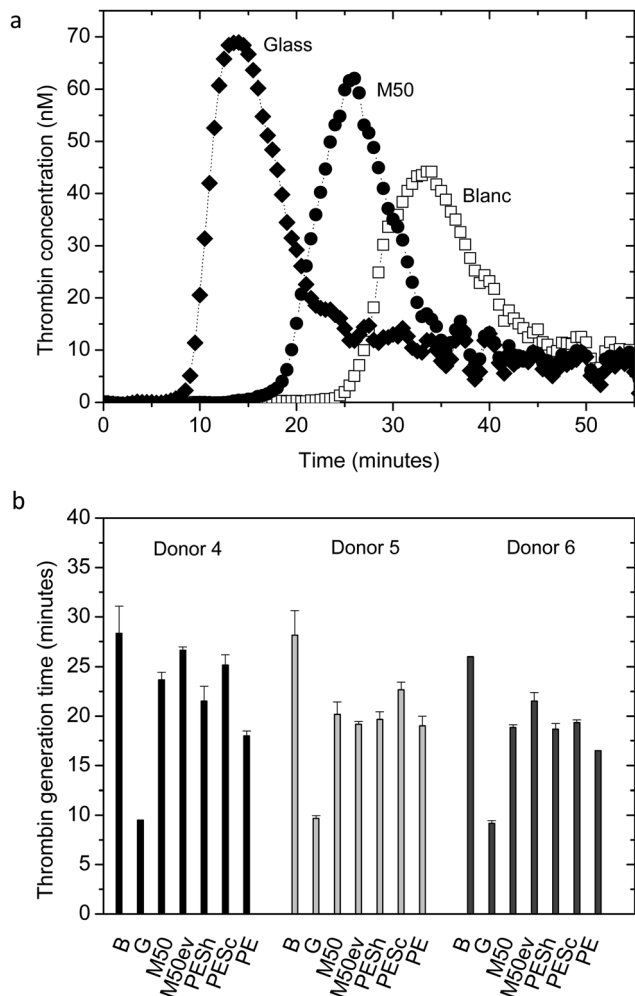 a
70
60
50
40
30
20
10
0
Thrombin concentration (nM)
Glass
M50
Blanc
0 10 20 30 40 50
Time (minutes)
b
40
35
30
25
20
15
10
5
0
Thrombin generation time (minutes)
Donor 4 Donor 5 Donor 6
B G M50 M50ev PESh PESc PE B G M50 M50ev PESh PESc PE B G M50 M50ev PESh PESc PE